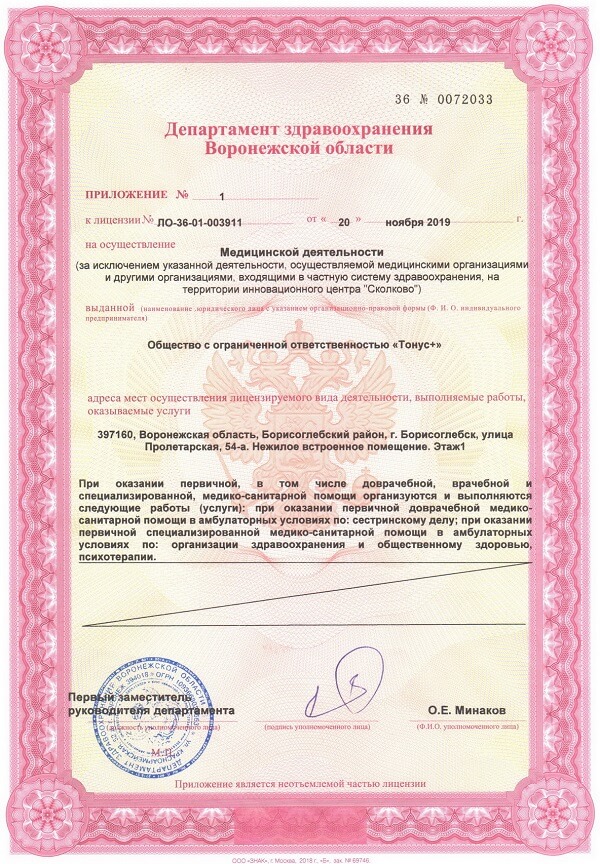 36 № 0072033
Департамент здравоохранения
Воронежской области
ПРИЛОЖЕНИЕ № 1
к лицензии № ЛО-36-01-003911 от « 20 » ноября 2019 г.
на осуществление
Медицинской деятельности
(за исключением указанной деятельности, осуществляемой медицинскими организациями
и другими организациями, входящими в частную систему здравоохранения, на
территории инновационного центра "Сколково")
выданной (наименование юридического лица с указанием организационно-правовой формы (Ф. И. О. индивидуального
предпринимателя)
Общество с ограниченной ответственностью «Тонус+»
адреса мест осуществления лицензируемого вида деятельности, выполняемые работы,
оказываемые услуги
397160, Воронежская область, Борисоглебский район, г. Борисоглебск, улица
Пролетарская, 54-а. Нежилое встроенное помещение. Этаж1
При оказании первичной, в том числе доврачебной, врачебной и
специализированной, медико-санитарной помощи организуются и выполняются
следующие работы (услуги): при оказании первичной доврачебной медико-
санитарной помощи в амбулаторных условиях по: сестринскому делу; при оказании
первичной специализированной медико-санитарной помощи в амбулаторных
условиях по: организации здравоохранения и общественному здоровью,
психотерапии.
Первый заместитель
руководителя департамента
О.Е. Минаков
(должность уполномоченного лица) (подпись уполномоченного лица) (Ф.И.О. уполномоченного лица)
М.П.
Приложение является неотъемлемой частью лицензии
ООО «ЗНАК», г. Москва, 2018 г. «Б», зак. № 69746.